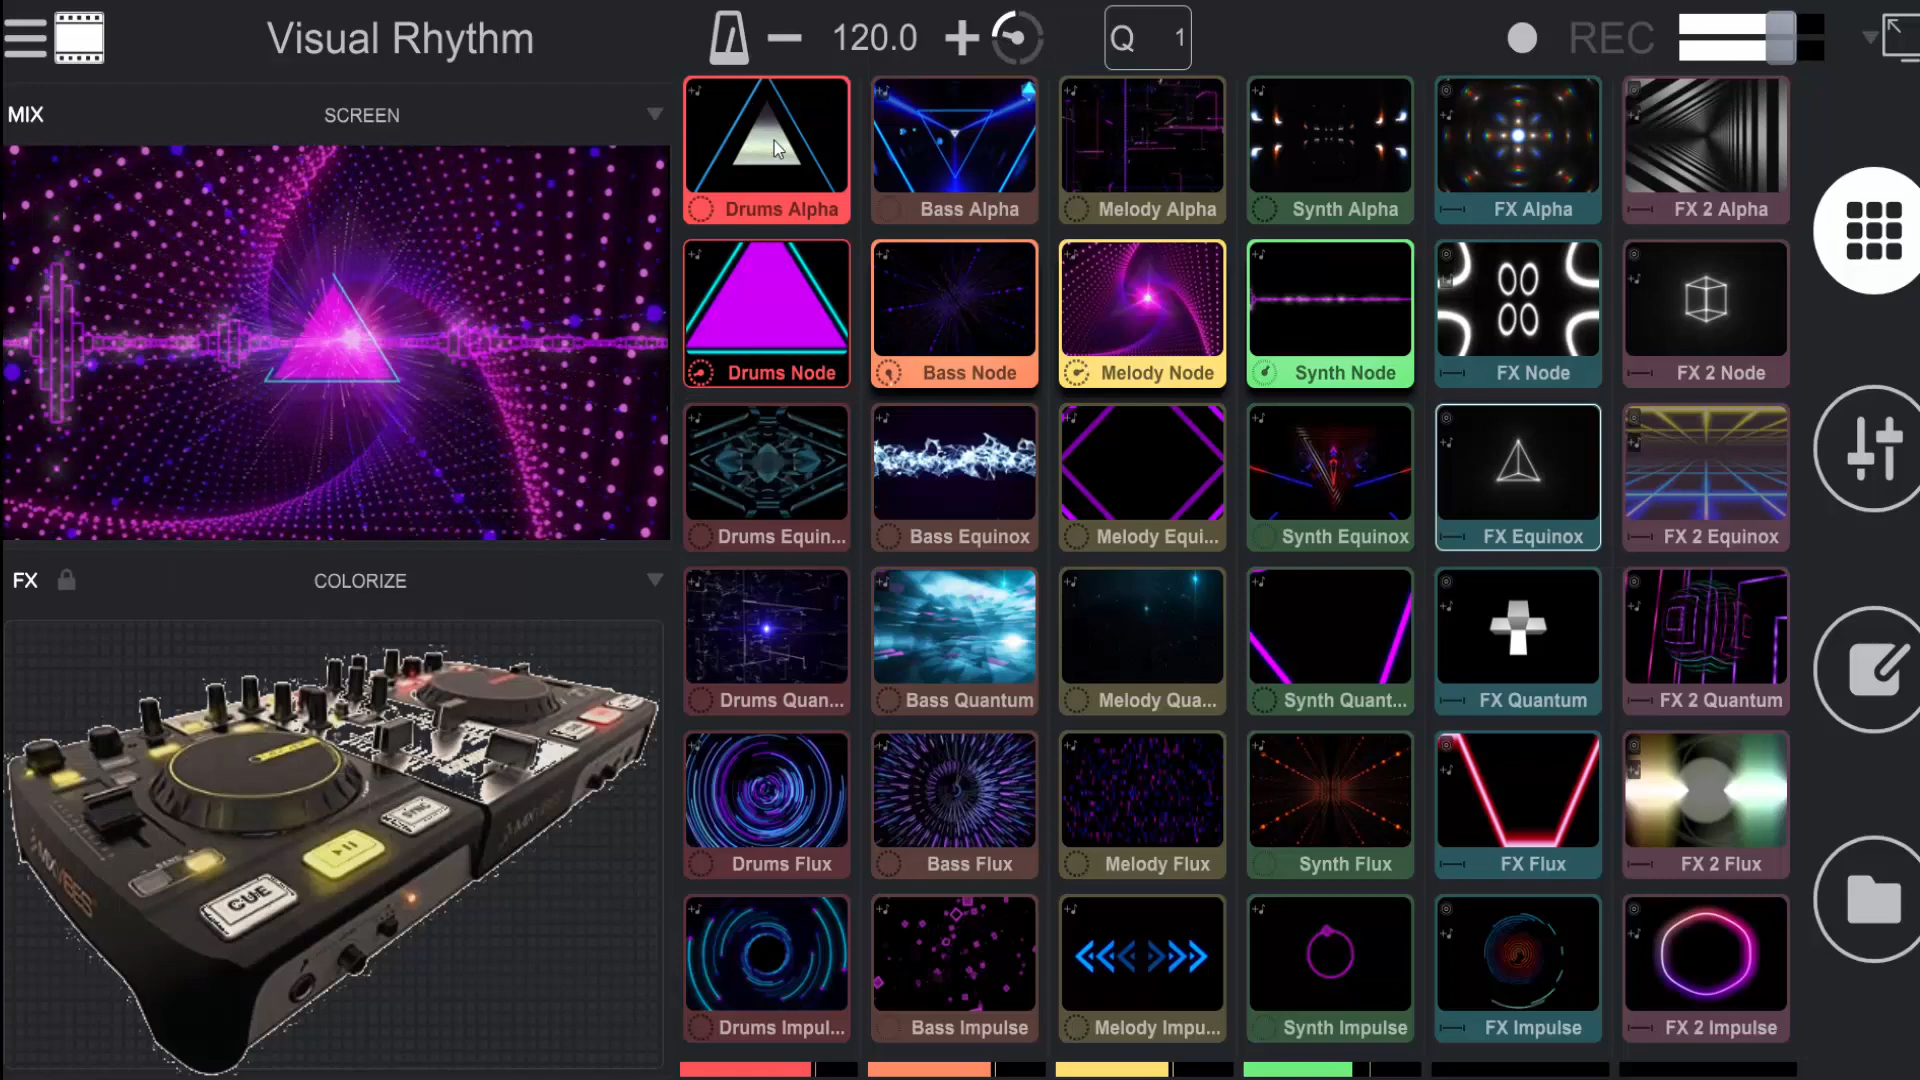 Visual Rhythm
120.0
Q 1
REC
MIX
SCREEN
Drums Alpha
Bass Alpha
Melody Alpha
Synth Alpha
FX Alpha
FX 2 Alpha
Drums Node
Bass Node
Melody Node
Synth Node
FX Node
FX 2 Node
Drums Equin...
Bass Equinox
Melody Equi...
Synth Equinox
FX Equinox
FX 2 Equinox
FX
COLORIZE
Drums Quan...
Bass Quantum
Melody Qua...
Synth Quant...
FX Quantum
FX 2 Quantum
Drums Flux
Bass Flux
Melody Flux
Synth Flux
FX Flux
FX 2 Flux
SYNC
CUE
MIXVIBES
Drums Impul...
Bass Impulse
Melody Impu...
Synth Impulse
FX Impulse
FX 2 Impulse